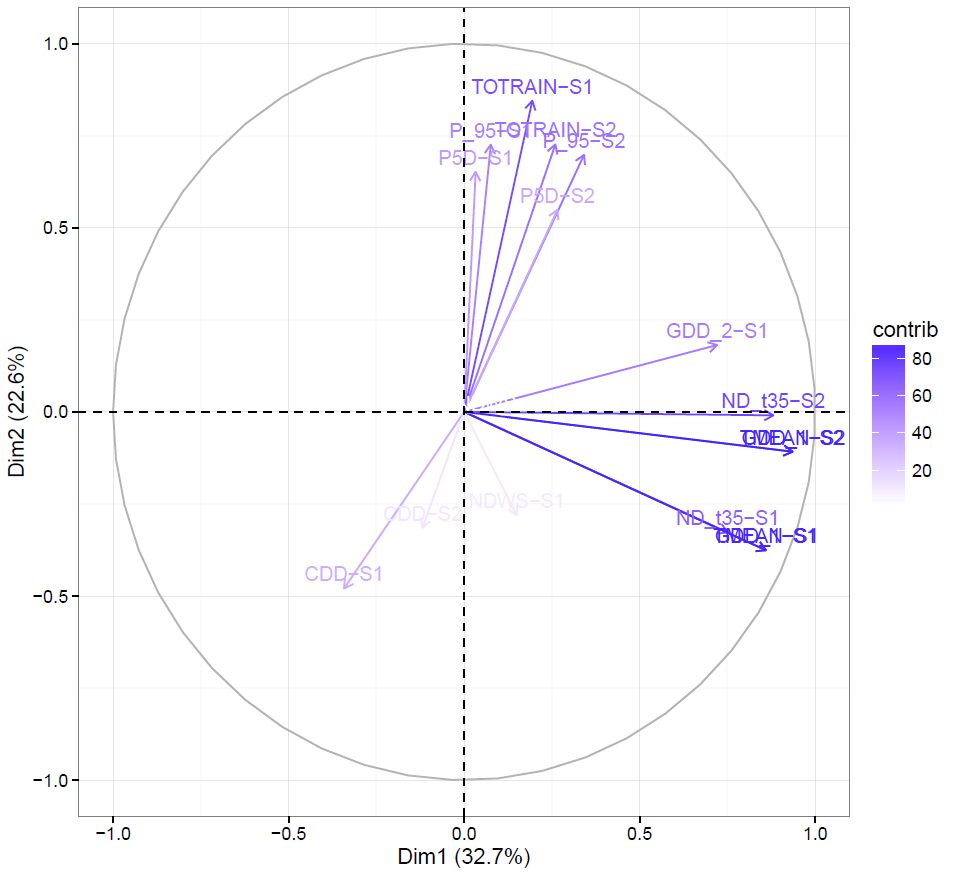 1.0
0.5
0.0
−0.5
−1.0
Dim2 (22.6%)
TOTRAIN−S1
TOTRAIN−S2
P_95−S2
P5D−S1
P5D−S2
GDD_2−S1
ND_t35−S2
NDWS−S1
CDD−S2
ND_t35−S1
CDD−S1
−1.0
−0.5
0.0
0.5
1.0
Dim1 (32.7%)
contrib
80
60
40
20